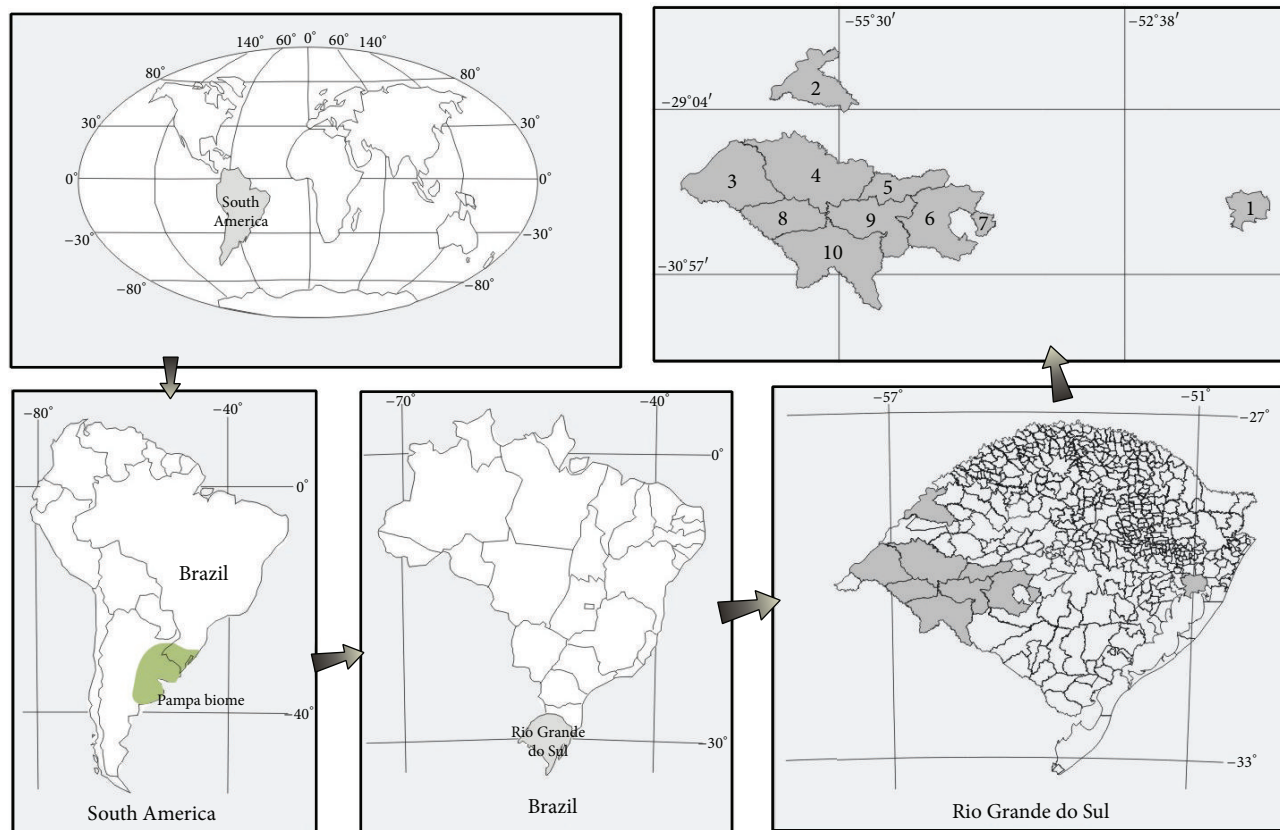 140° 60° 0° 60° 140°
80° 80°
30° 30°
0° 0°
South
America
−30° −30°
−80° −80°
−55°30′ −52°38′
2
−29°04′
3 4 5
8 9 6 7 1
10
−30°57′
−80° −40°
0°
Brazil
Pampa biome
−40°
South America
−70° −40°
0°
Rio Grande
do Sul
−30°
Brazil
−57° −51°
−27°
−33°
Rio Grande do Sul